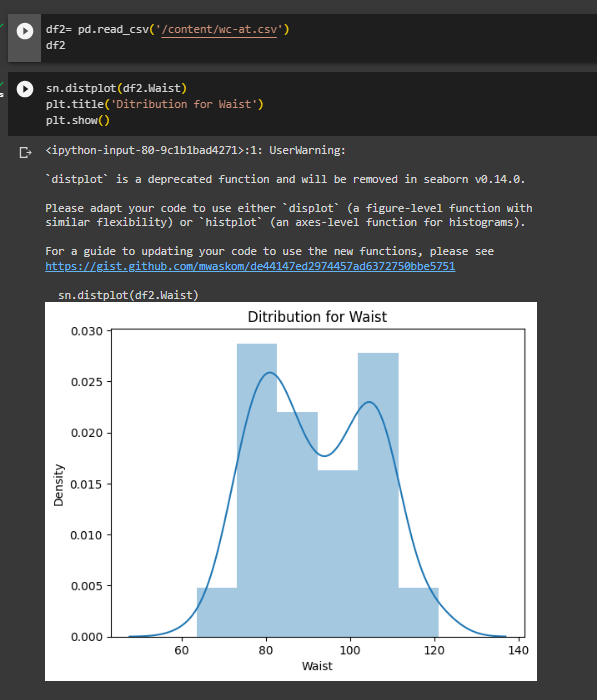 df2= pd.read_csv('/content/wc-at.csv')
df2
s
sn.distplot(df2.Waist)
plt.title('Ditribution for Waist')
plt.show()
<ipython-input-80-9c1b1bad4271>:1: UserWarning:
`distplot` is a deprecated function and will be removed in seaborn v0.14.0.
Please adapt your code to use either `displot` (a figure-level function with
similar flexibility) or `histplot` (an axes-level function for histograms).
For a guide to updating your code to use the new functions, please see
https://gist.github.com/mwaskom/de44147ed2974457ad6372750bbe5751
sn.distplot(df2.Waist)
Ditribution for Waist
0.030
0.025
0.020
0.015
0.010
0.005
0.000
Density
60 80 100 120 140
Waist